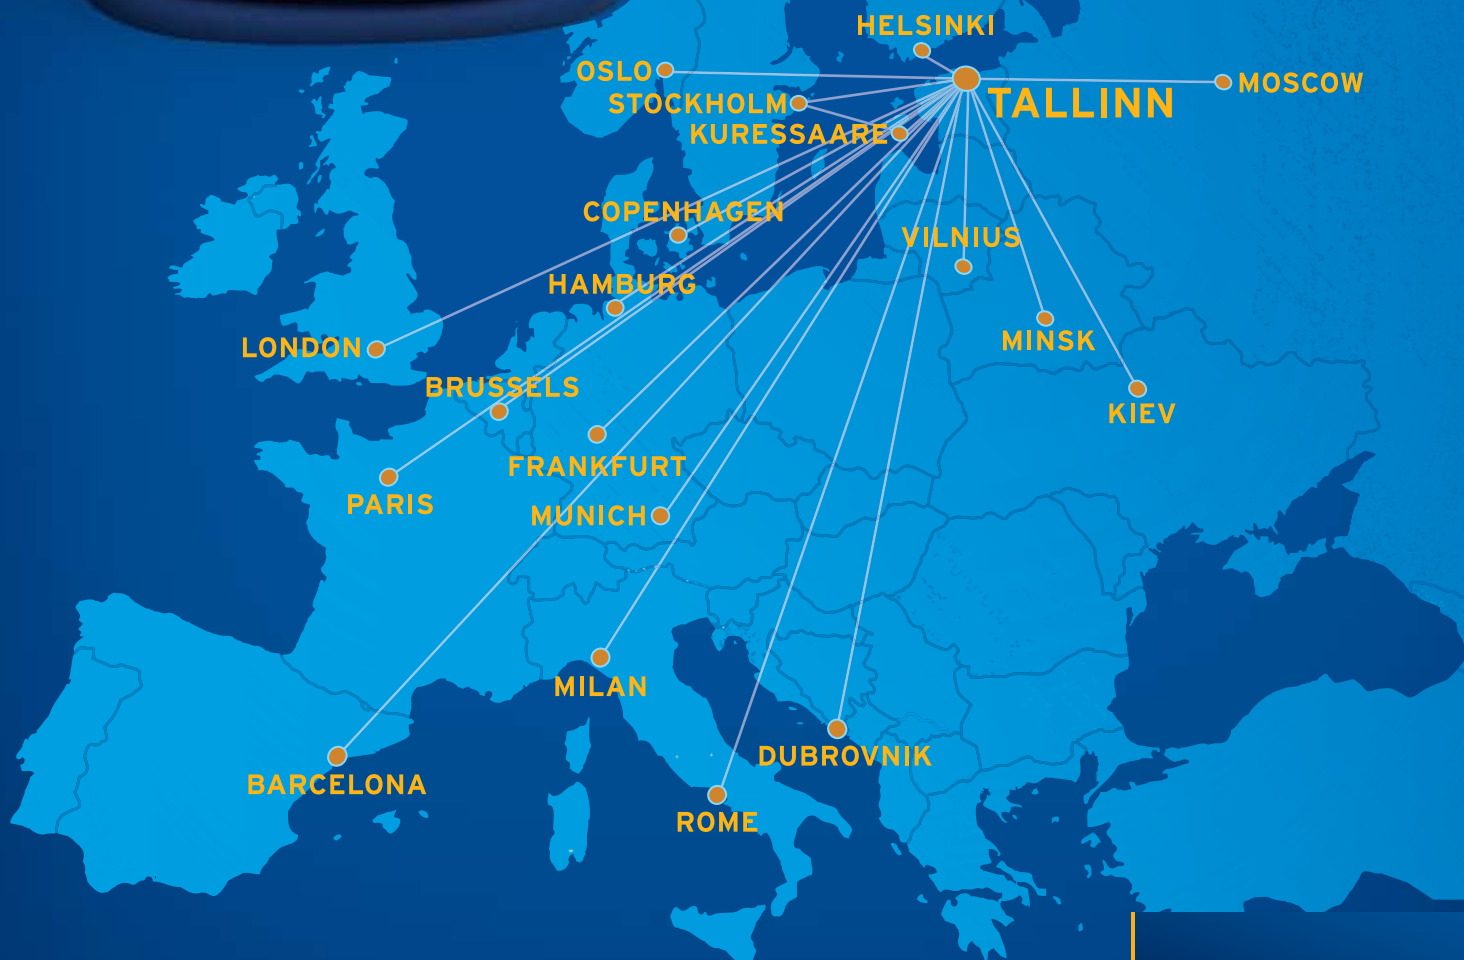 HELSINKI
OSLO
MOSCOW
STOCKHOLM
TALLINN
KURESSAARE
COPENHAGEN
VILNIUS
HAMBURG
MINSK
LONDON
BRUSSELS
KIEV
FRANKFURT
PARIS
MUNICH
MILAN
DUBROVNIK
BARCELONA
ROME